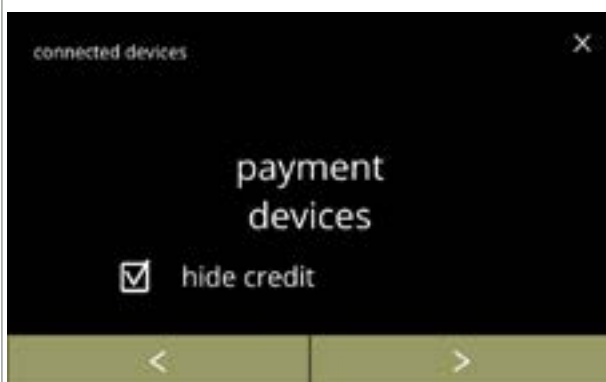 connected devices
×
payment
devices
☑ hide credit
< >